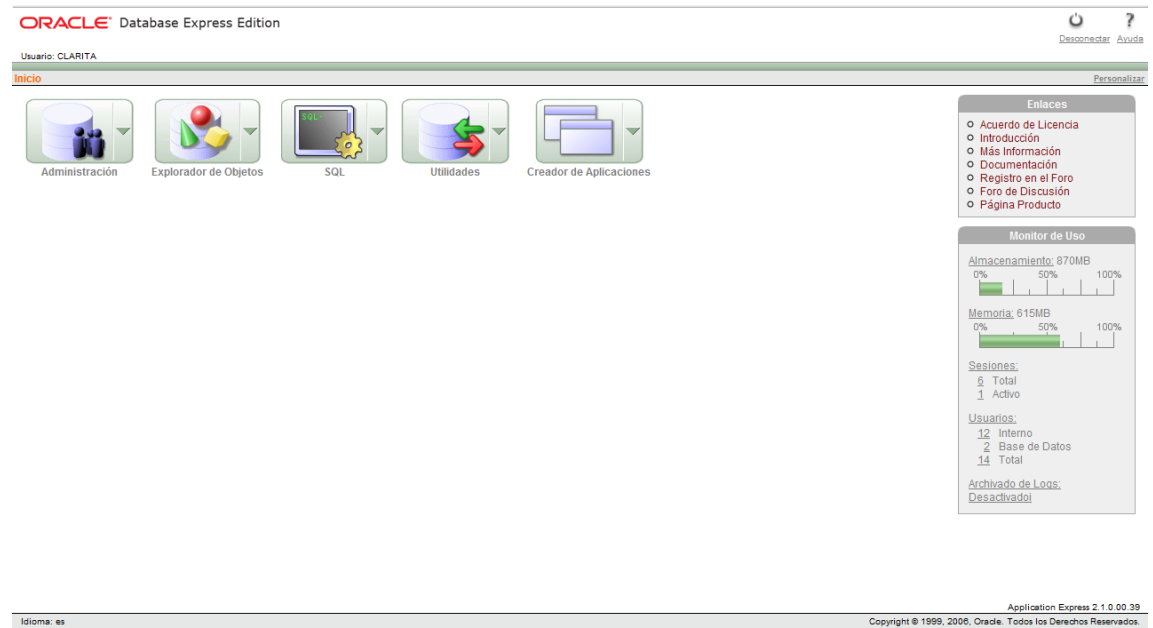 ORACLE Database Express Edition
Desconectar Ayuda
Usuario: CLARITA
Inicio
Personalizar
SQL>
Administración
Explorador de Objetos
SQL
Utilidades
Creador de Aplicaciones
Enlaces
Acuerdo de Licencia
Introducción
Más Información
Documentación
Registro en el Foro
Foro de Discusión
Página Producto
Monitor de Uso
Almacenamiento: 870MB
0% 50% 100%
Memoria: 615MB
0% 50% 100%
Sesiones:
6 Total
1 Activo
Usuarios:
12 Interno
2 Base de Datos
14 Total
Archivado de Logs:
Desactivadoi
Application Express 2.1.0.00.39
Idioma: es
Copyright © 1999, 2006, Oracle. Todos los Derechos Reservados.